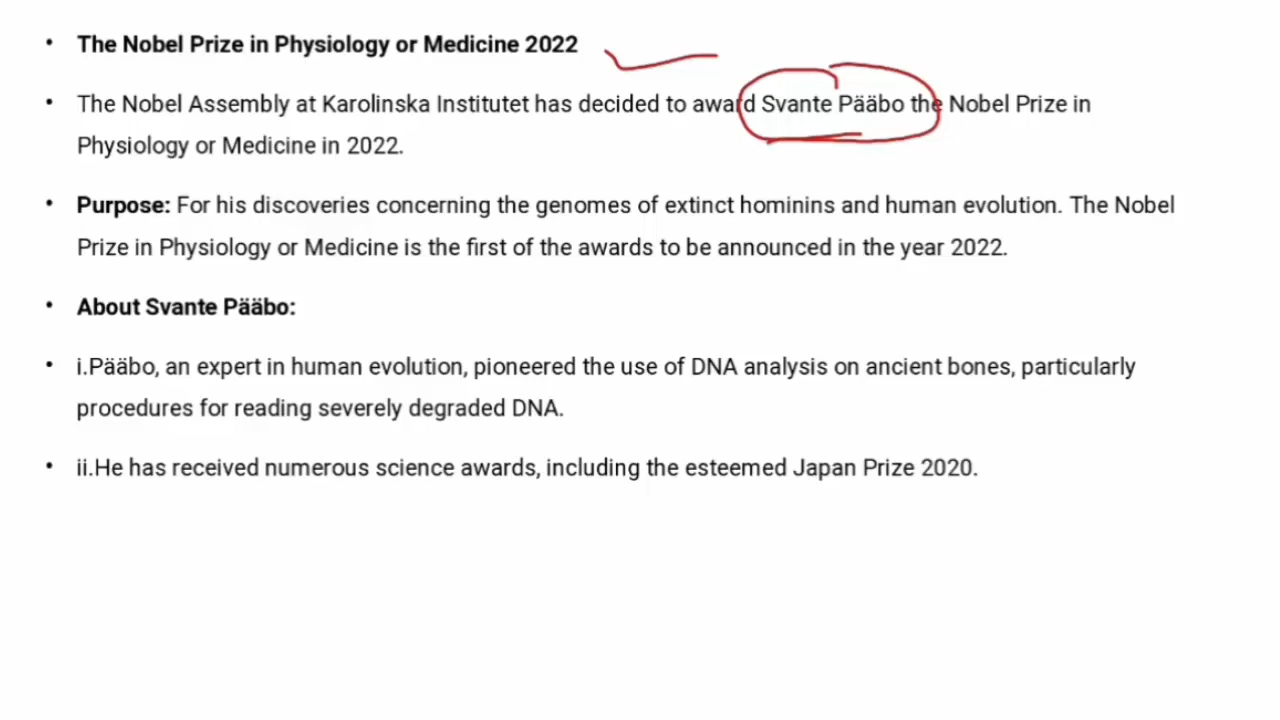 • The Nobel Prize in Physiology or Medicine 2022
• The Nobel Assembly at Karolinska Institutet has decided to award Svante Pääbo the Nobel Prize in
Physiology or Medicine in 2022.
• Purpose: For his discoveries concerning the genomes of extinct hominins and human evolution. The Nobel
Prize in Physiology or Medicine is the first of the awards to be announced in the year 2022.
• About Svante Pääbo:
• i.Pääbo, an expert in human evolution, pioneered the use of DNA analysis on ancient bones, particularly
procedures for reading severely degraded DNA.
• ii.He has received numerous science awards, including the esteemed Japan Prize 2020.